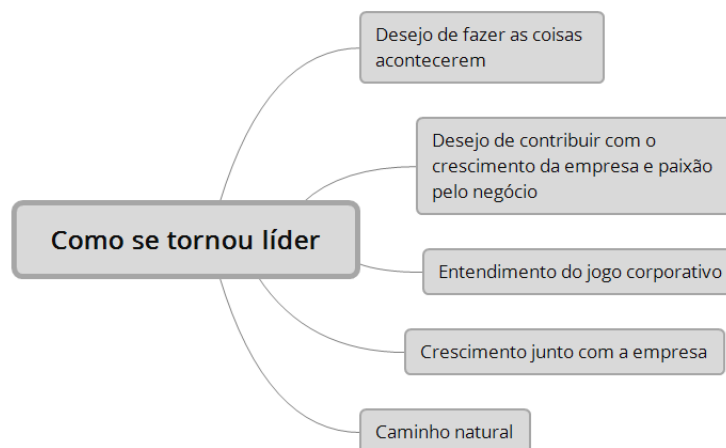 Desejo de fazer as coisas
acontecerem
Desejo de contribuir com o
crescimento da empresa e paixão
pelo negócio
Como se tornou líder
Entendimento do jogo corporativo
Crescimento junto com a empresa
Caminho natural